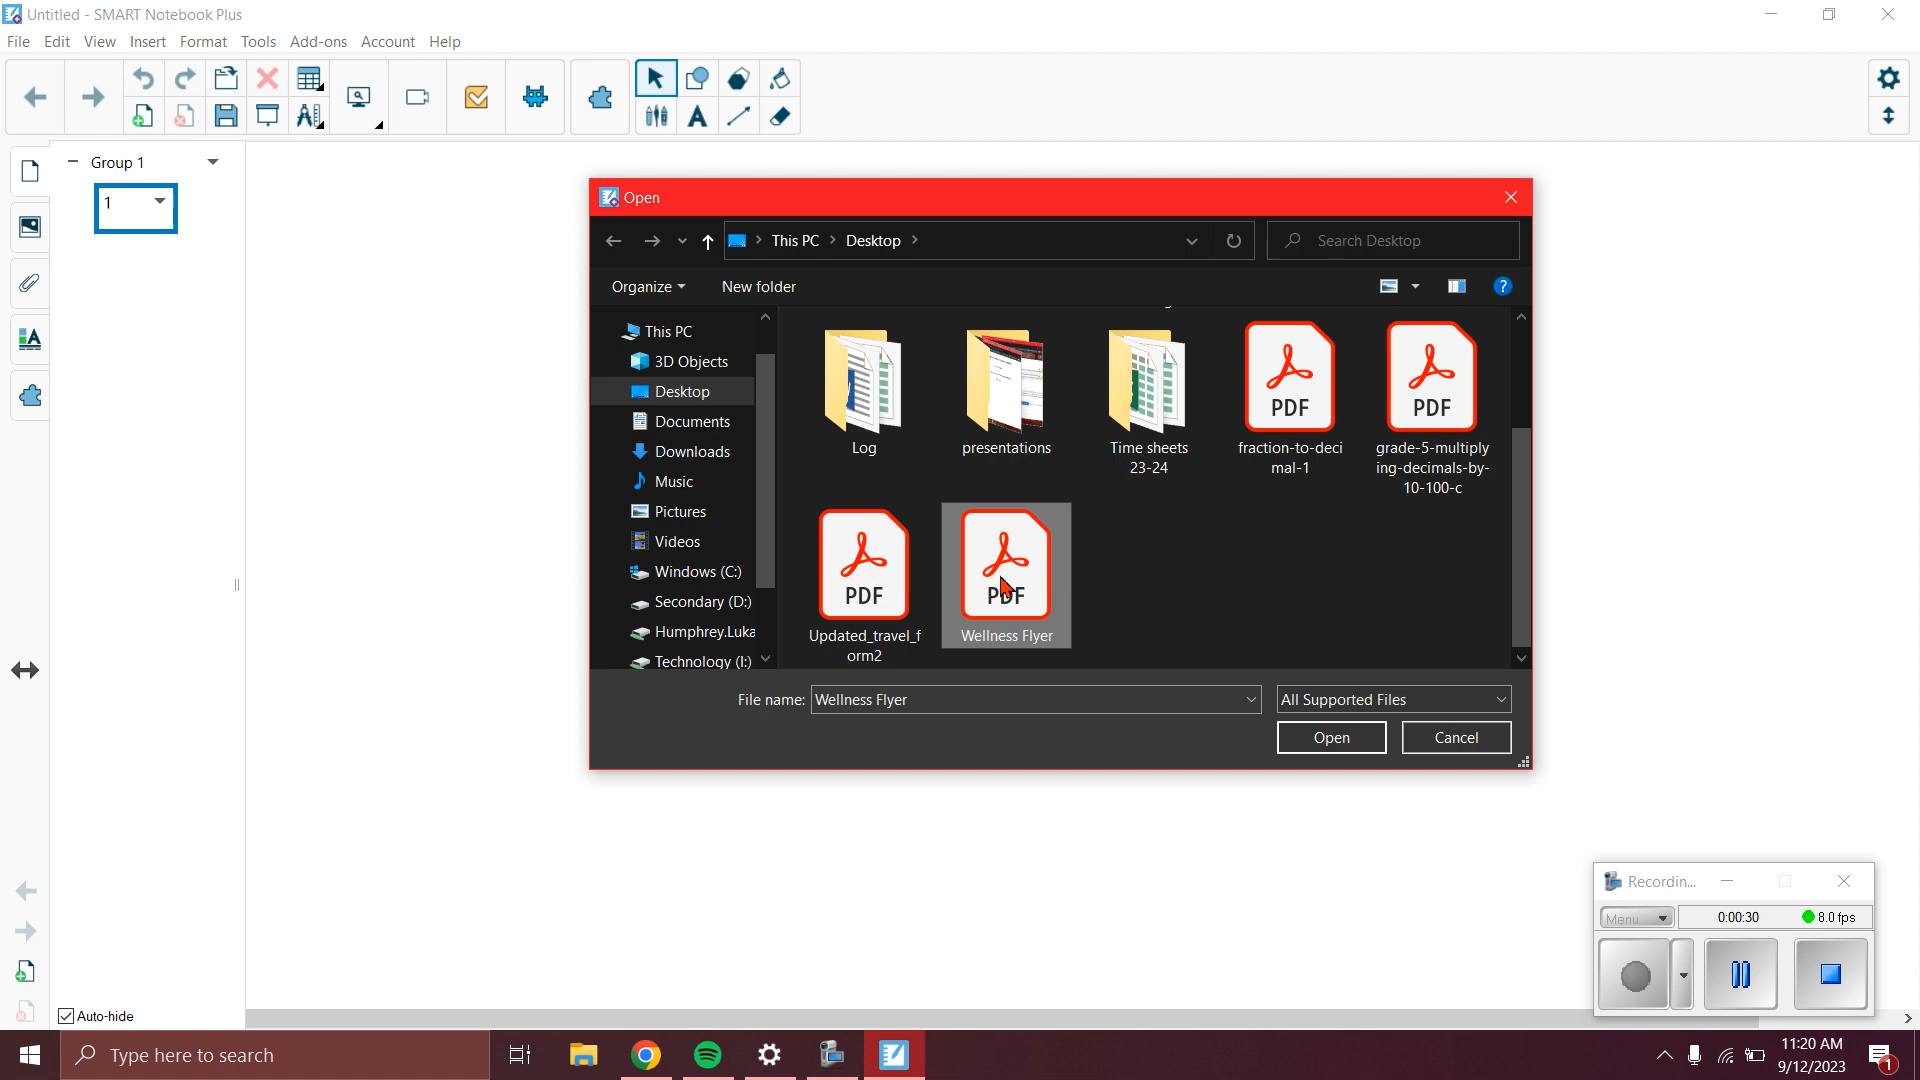 Untitled - SMART Notebook Plus
File Edit View Insert Format Tools Add-ons Account Help
Group 1
1
Open
This PC Desktop
Search Desktop
Organize New folder
This PC
3D Objects
Desktop
Documents
Downloads
Music
Pictures
Videos
Windows (C:)
Secondary (D:)
Humphrey.Luka
Technology (I:)
Log
presentations
Time sheets
23-24
PDF
fraction-to-deci
mal-1
PDF
grade-5-multiply
ing-decimals-by-
10-100-c
PDF
Updated_travel_f
orm2
PDF
Wellness Flyer
File name: Wellness Flyer
All Supported Files
Open Cancel
Recordin...
Menu 0:00:30 8.0 fps
Auto-hide
Type here to search
11:20 AM
9/12/2023
1